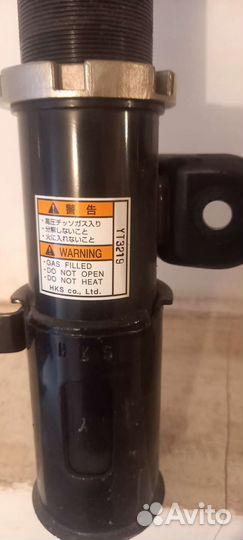 警告
・高圧チッソガス入り
・分解しないこと
・火に入れないこと
WARNING
・GAS FILLED
・DO NOT OPEN
・DO NOT HEAT
HKS co., Ltd.
YT3219
HKS
Avito